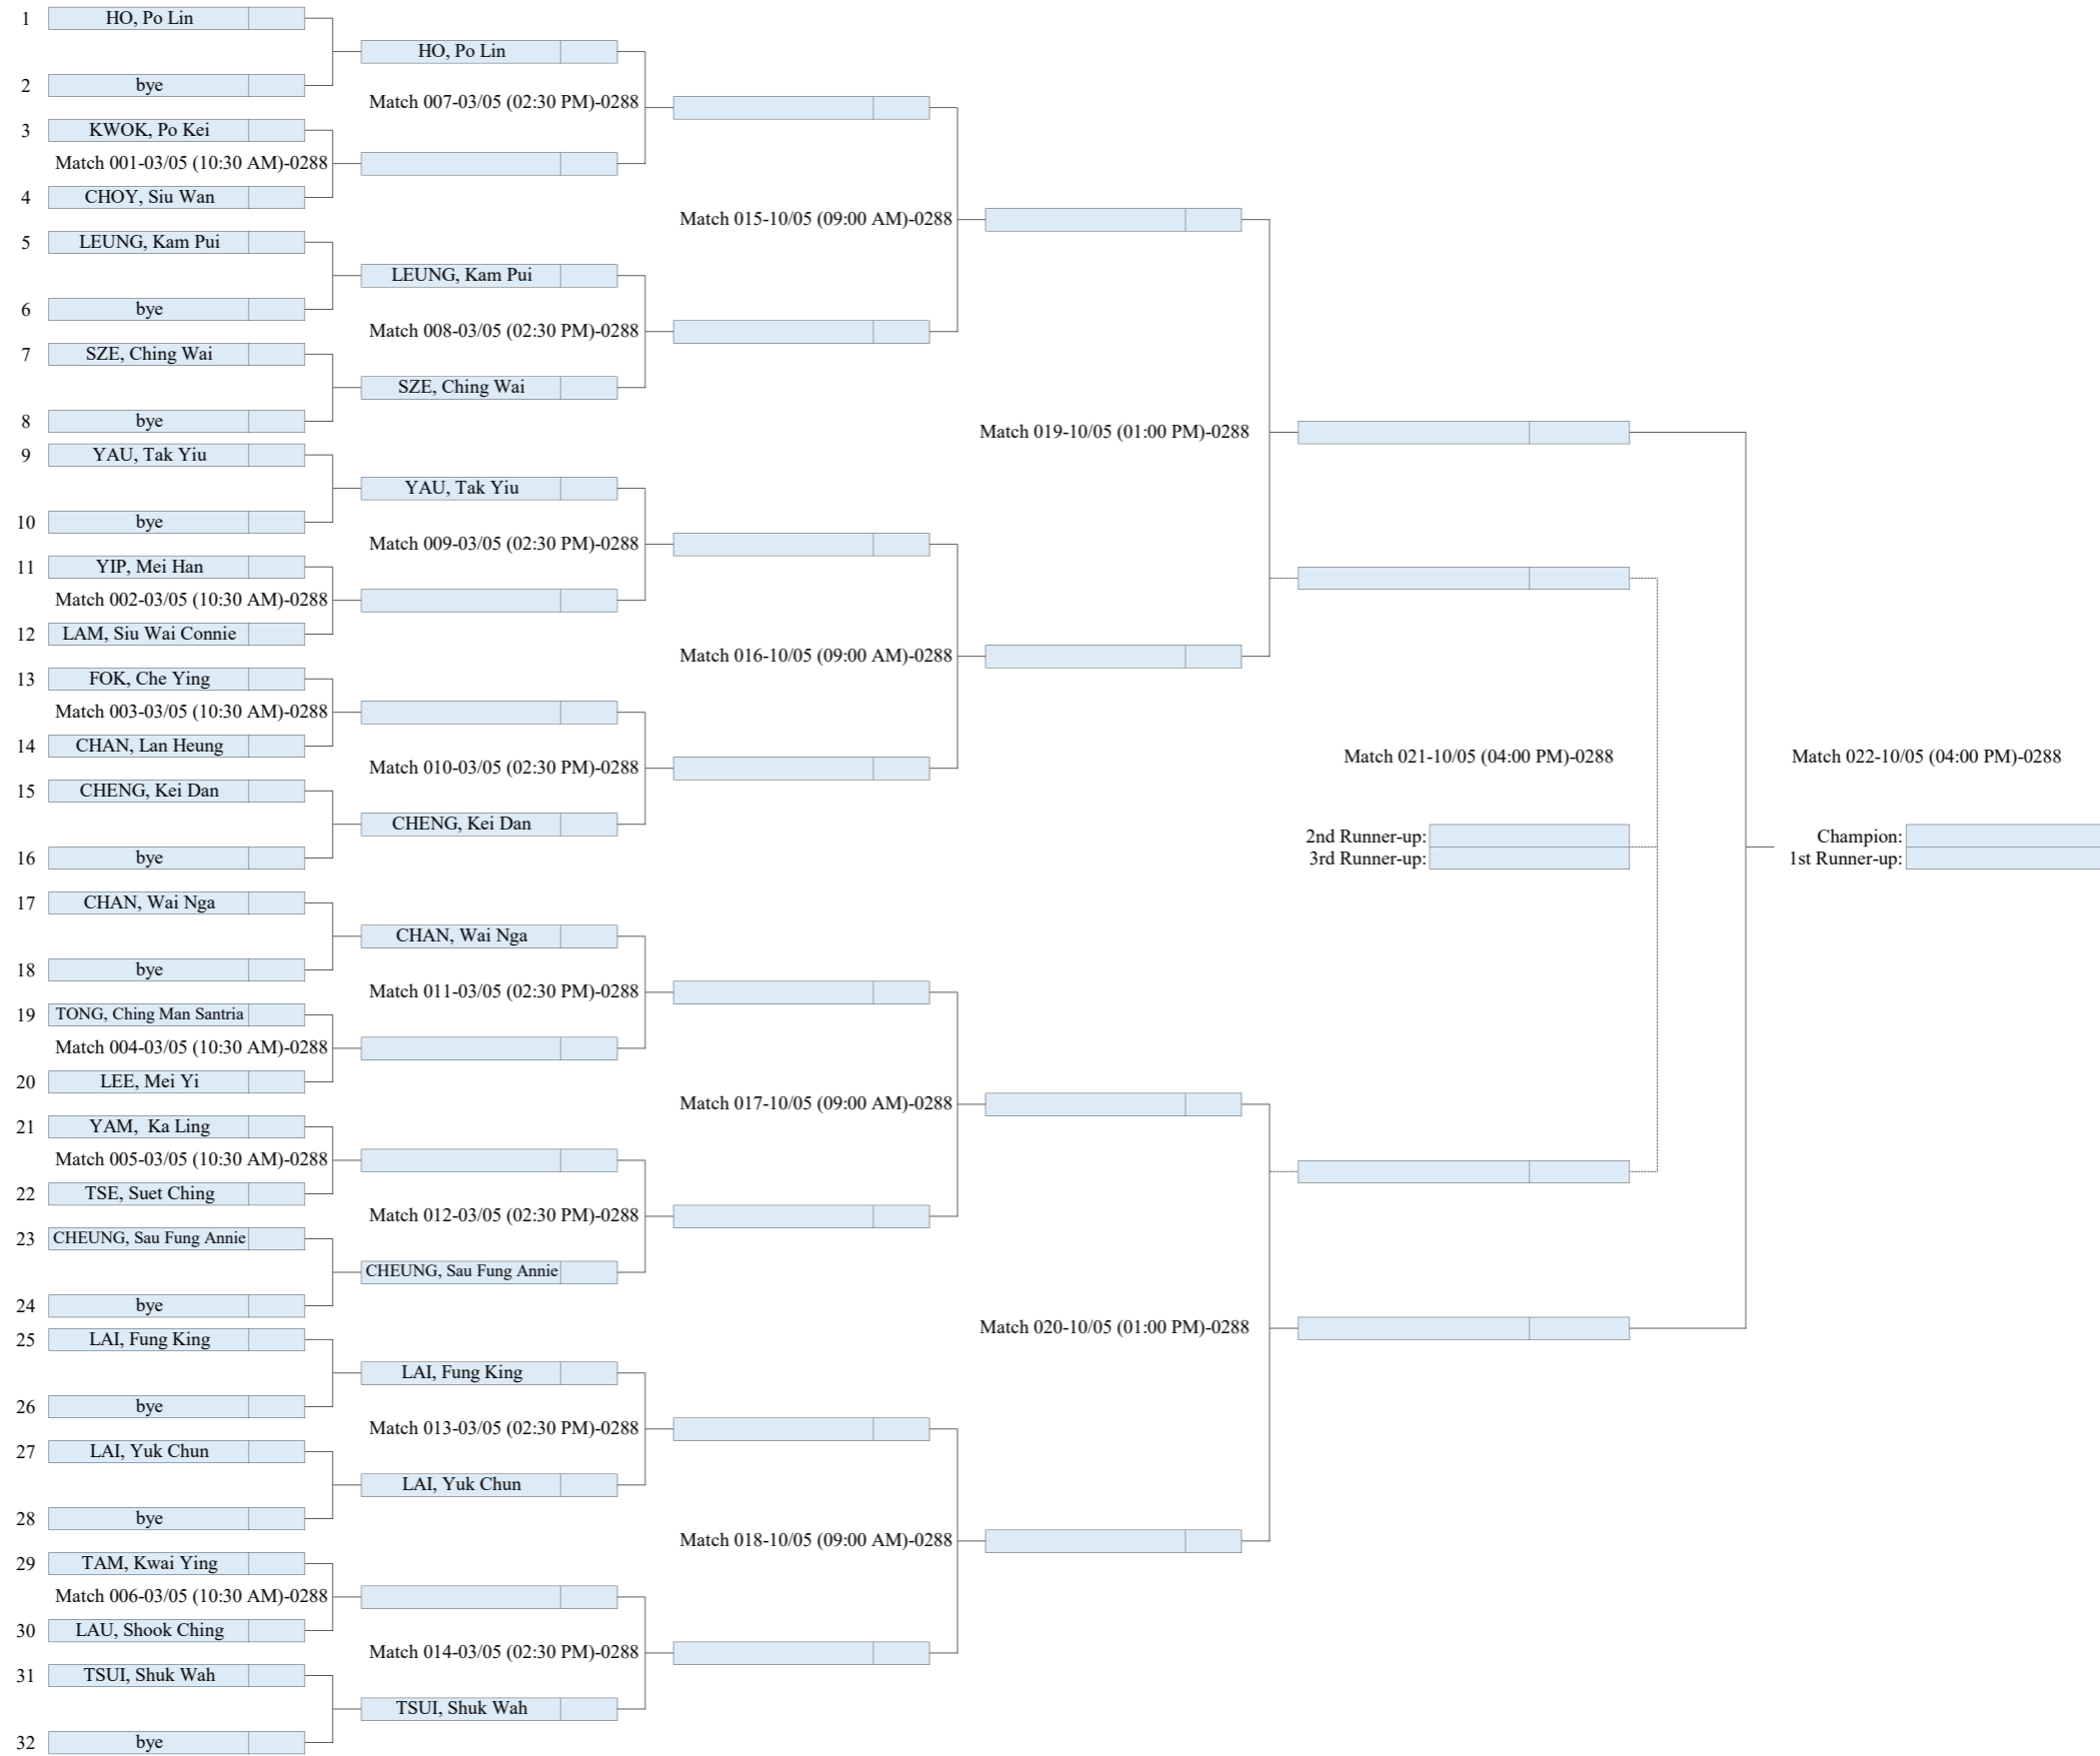 1 HO, Po Lin
HO, Po Lin
2 bye
Match 007-03/05 (02:30 PM)-0288
3 KWOK, Po Kei
Match 001-03/05 (10:30 AM)-0288
4 CHOY, Siu Wan
Match 015-10/05 (09:00 AM)-0288
5 LEUNG, Kam Pui
LEUNG, Kam Pui
6 bye
Match 008-03/05 (02:30 PM)-0288
7 SZE, Ching Wai
SZE, Ching Wai
8 bye
Match 019-10/05 (01:00 PM)-0288
9 YAU, Tak Yiu
YAU, Tak Yiu
10 bye
Match 009-03/05 (02:30 PM)-0288
11 YIP, Mei Han
Match 002-03/05 (10:30 AM)-0288
12 LAM, Siu Wai Connie
Match 016-10/05 (09:00 AM)-0288
13 FOK, Che Ying
Match 003-03/05 (10:30 AM)-0288
14 CHAN, Lan Heung
Match 010-03/05 (02:30 PM)-0288
Match 021-10/05 (04:00 PM)-0288
Match 022-10/05 (04:00 PM)-0288
15 CHENG, Kei Dan
CHENG, Kei Dan
2nd Runner-up:
Champion:
16 bye
3rd Runner-up:
1st Runner-up:
17 CHAN, Wai Nga
CHAN, Wai Nga
18 bye
Match 011-03/05 (02:30 PM)-0288
19 TONG, Ching Man Santria
Match 004-03/05 (10:30 AM)-0288
20 LEE, Mei Yi
Match 017-10/05 (09:00 AM)-0288
21 YAM, Ka Ling
Match 005-03/05 (10:30 AM)-0288
22 TSE, Suet Ching
Match 012-03/05 (02:30 PM)-0288
23 CHEUNG, Sau Fung Annie
CHEUNG, Sau Fung Annie
24 bye
Match 020-10/05 (01:00 PM)-0288
25 LAI, Fung King
LAI, Fung King
26 bye
Match 013-03/05 (02:30 PM)-0288
27 LAI, Yuk Chun
LAI, Yuk Chun
28 bye
Match 018-10/05 (09:00 AM)-0288
29 TAM, Kwai Ying
Match 006-03/05 (10:30 AM)-0288
30 LAU, Shook Ching
Match 014-03/05 (02:30 PM)-0288
31 TSUI, Shuk Wah
TSUI, Shuk Wah
32 bye